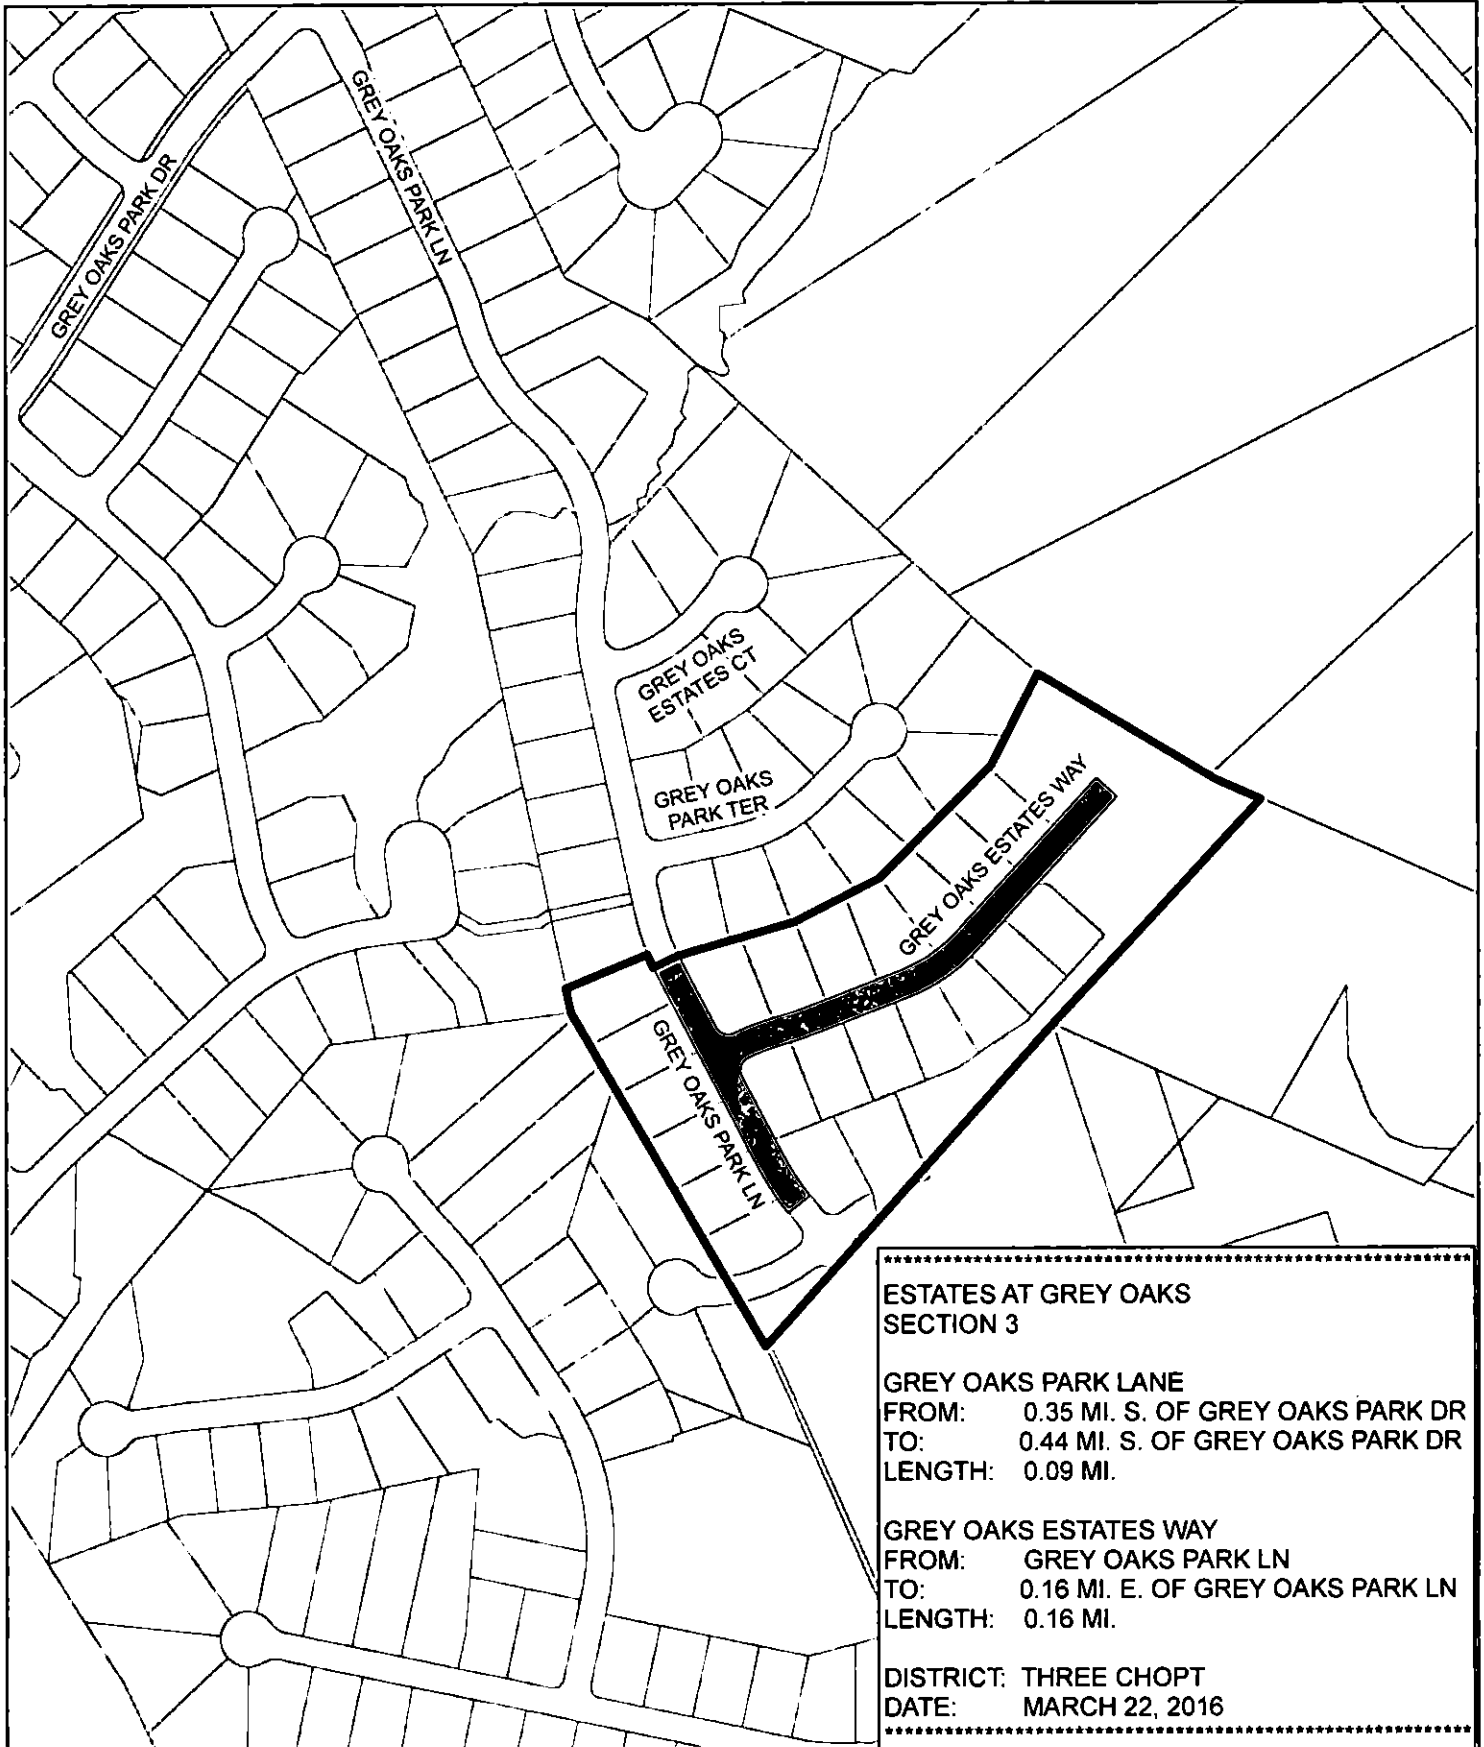 GREY OAKS PARK DR
GREY OAKS PARK LN
GREY OAKS
ESTATES CT
GREY OAKS
PARK TER
GREY OAKS ESTATES WAY
GREY OAKS PARK LN
ESTATES AT GREY OAKS
SECTION 3
GREY OAKS PARK LANE
FROM: 0.35 MI. S. OF GREY OAKS PARK DR
TO: 0.44 MI. S. OF GREY OAKS PARK DR
LENGTH: 0.09 MI.
GREY OAKS ESTATES WAY
FROM: GREY OAKS PARK LN
TO: 0.16 MI. E. OF GREY OAKS PARK LN
LENGTH: 0.16 MI.
DISTRICT: THREE CHOPT
DATE: MARCH 22, 2016